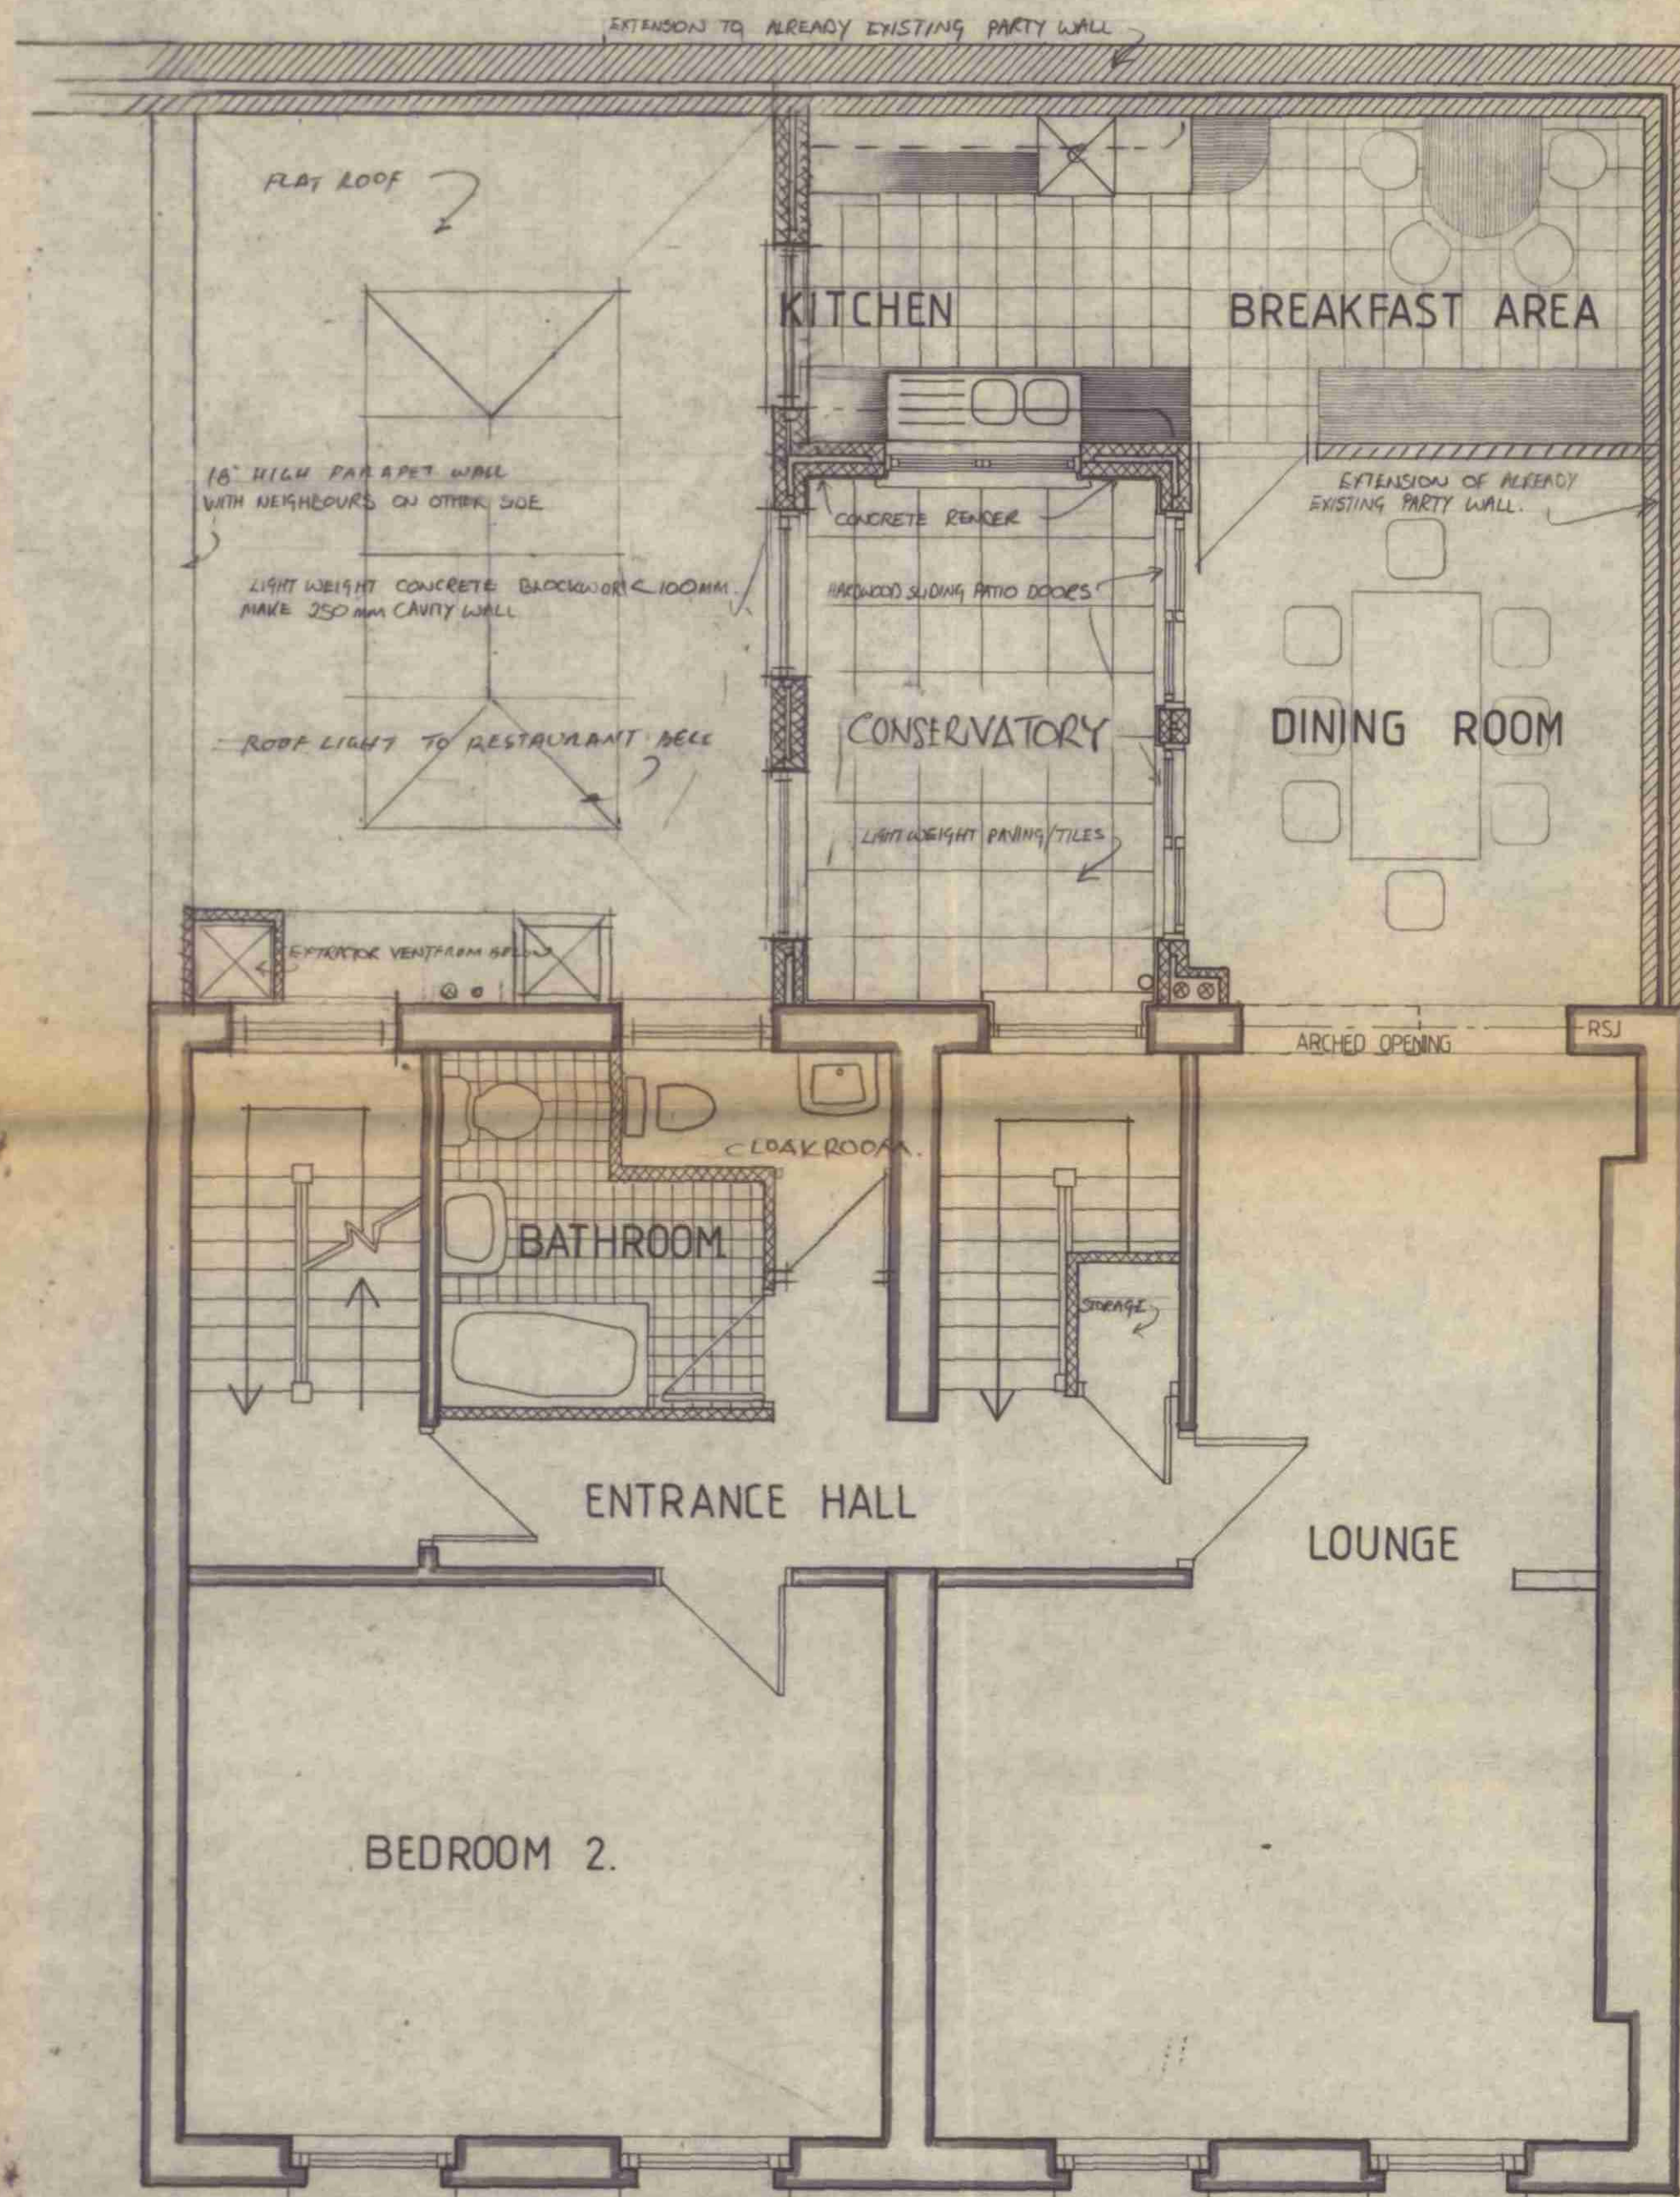 EXTENSION TO ALREADY EXISTING PARTY WALL
FLAT ROOF
KITCHEN
BREAKFAST AREA
18" HIGH PARAPET WALL
WITH NEIGHBOURS ON OTHER SIDE
EXTENSION OF ALREADY
EXISTING PARTY WALL.
CONCRETE RENDER
LIGHT WEIGHT CONCRETE BLOCKWORK 100MM.
MAKE 250mm CAVITY WALL
HARDWOOD SLIDING PATIO DOORS
ROOF LIGHT TO RESTAURANT
CONSERVATORY
DINING ROOM
LIGHT WEIGHT PAVING/TILES
EXTRACTOR VENT FROM BELOW
ARCHED OPENING
RSJ
CLOAKROOM.
BATHROOM
STORAGE
ENTRANCE HALL
LOUNGE
BEDROOM 2.